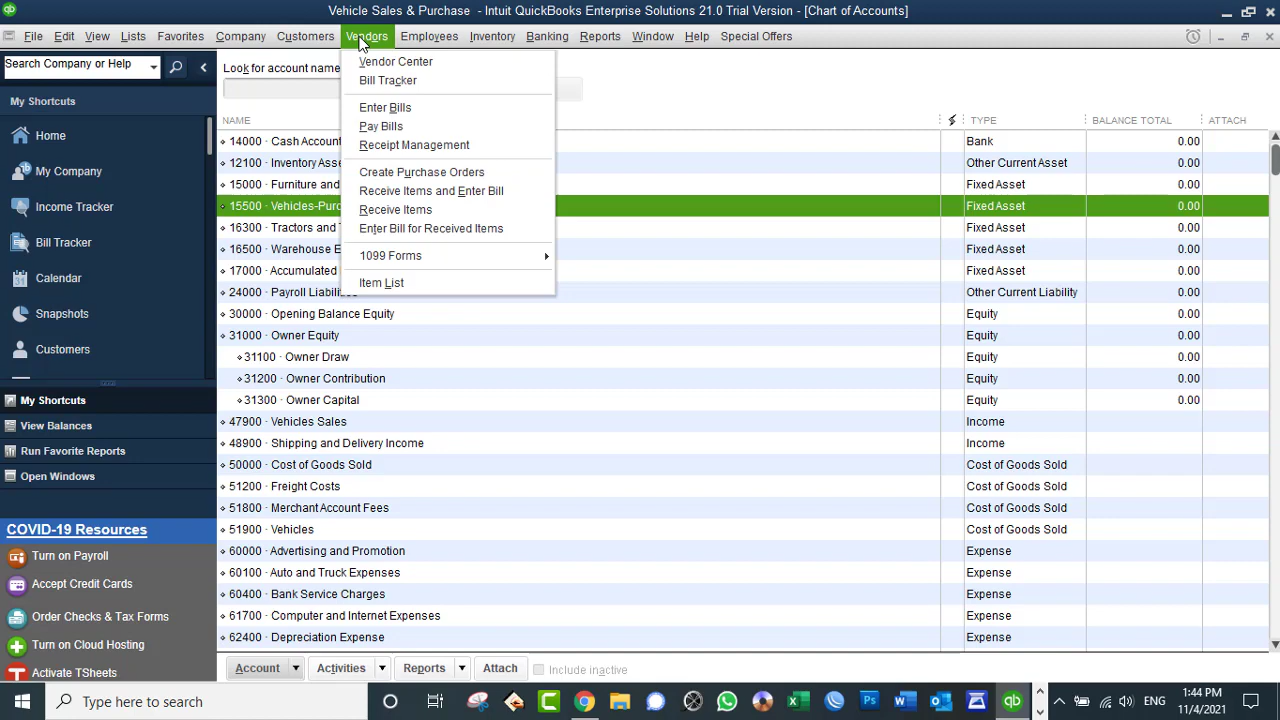 Vehicle Sales & Purchase - Intuit QuickBooks Enterprise Solutions 21.0 Trial Version - [Chart of Accounts]
File Edit View Lists Favorites Company Customers Vendors Employees Inventory Banking Reports Window Help Special Offers
Search Company or Help
My Shortcuts
Home
My Company
Income Tracker
Bill Tracker
Calendar
Snapshots
Customers
My Shortcuts
View Balances
Run Favorite Reports
Open Windows
COVID-19 Resources
Turn on Payroll
Accept Credit Cards
Order Checks & Tax Forms
Turn on Cloud Hosting
Activate TSheets
Look for account name
Vendor Center
Bill Tracker
Enter Bills
Pay Bills
Receipt Management
Create Purchase Orders
Receive Items and Enter Bill
Receive Items
Enter Bill for Received Items
1099 Forms
Item List
NAME TYPE BALANCE TOTAL ATTACH
14000 · Cash Account Bank 0.00
12100 · Inventory Asse Other Current Asset 0.00
15000 · Furniture and Fixed Asset 0.00
15500 · Vehicles-Purc Fixed Asset 0.00
16300 · Tractors and T Fixed Asset 0.00
16500 · Warehouse E Fixed Asset 0.00
17000 · Accumulated Fixed Asset 0.00
24000 · Payroll Liabilit Other Current Liability 0.00
30000 · Opening Balance Equity Equity 0.00
31000 · Owner Equity Equity 0.00
31100 · Owner Draw Equity 0.00
31200 · Owner Contribution Equity 0.00
31300 · Owner Capital Equity 0.00
47900 · Vehicles Sales Income
48900 · Shipping and Delivery Income Income
50000 · Cost of Goods Sold Cost of Goods Sold
51200 · Freight Costs Cost of Goods Sold
51800 · Merchant Account Fees Cost of Goods Sold
51900 · Vehicles Cost of Goods Sold
60000 · Advertising and Promotion Expense
60100 · Auto and Truck Expenses Expense
60400 · Bank Service Charges Expense
61700 · Computer and Internet Expenses Expense
62400 · Depreciation Expense Expense
Account Activities Reports Attach Include inactive
Type here to search
ENG
1:44 PM
11/4/2021